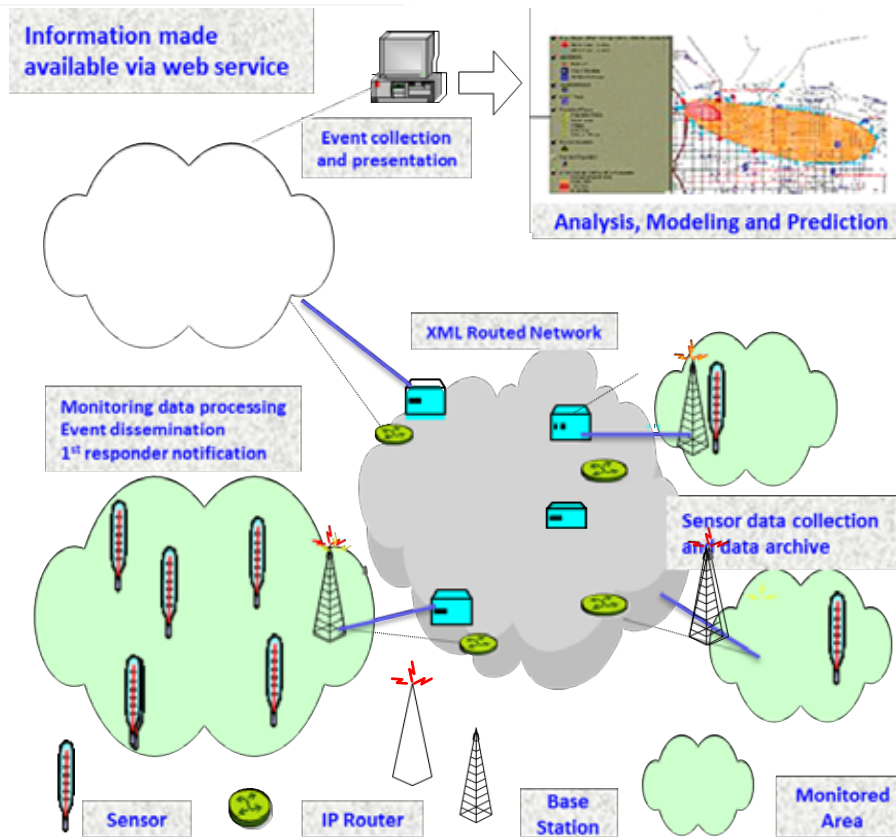 Information made
available via web service
Event collection
and presentation
Analysis, Modeling and Prediction
XML Routed Network
Monitoring data processing
Event dissemination
1st responder notification
Sensor data collection
and data archive
Sensor
IP Router
Base
Station
Monitored
Area